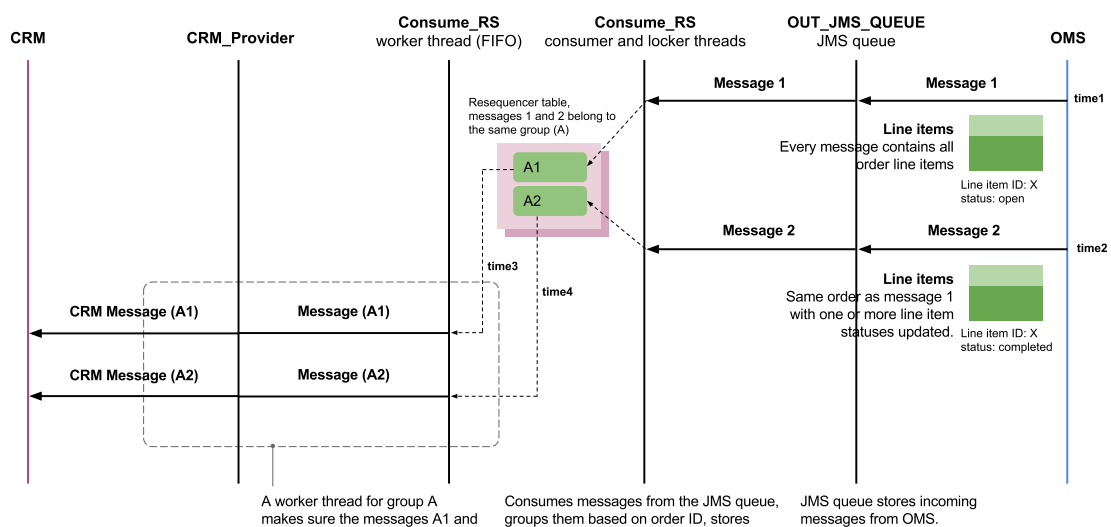 CRM
CRM_Provider
Consume_RS
worker thread (FIFO)
Consume_RS
consumer and locker threads
OUT_JMS_QUEUE
JMS queue
OMS
Message 1
Message 1
time1
Resequencer table,
messages 1 and 2 belong to
the same group (A)
Line items
Every message contains all
order line items
Line item ID: X
status: open
A1
A2
Message 2
Message 2
time2
time3
time4
Line items
Same order as message 1
with one or more line item
statuses updated.
Line item ID: X
status: completed
CRM Message (A1)
Message (A1)
CRM Message (A2)
Message (A2)
A worker thread for group A
makes sure the messages A1 and
Consumes messages from the JMS queue,
groups them based on order ID, stores
JMS queue stores incoming
messages from OMS.